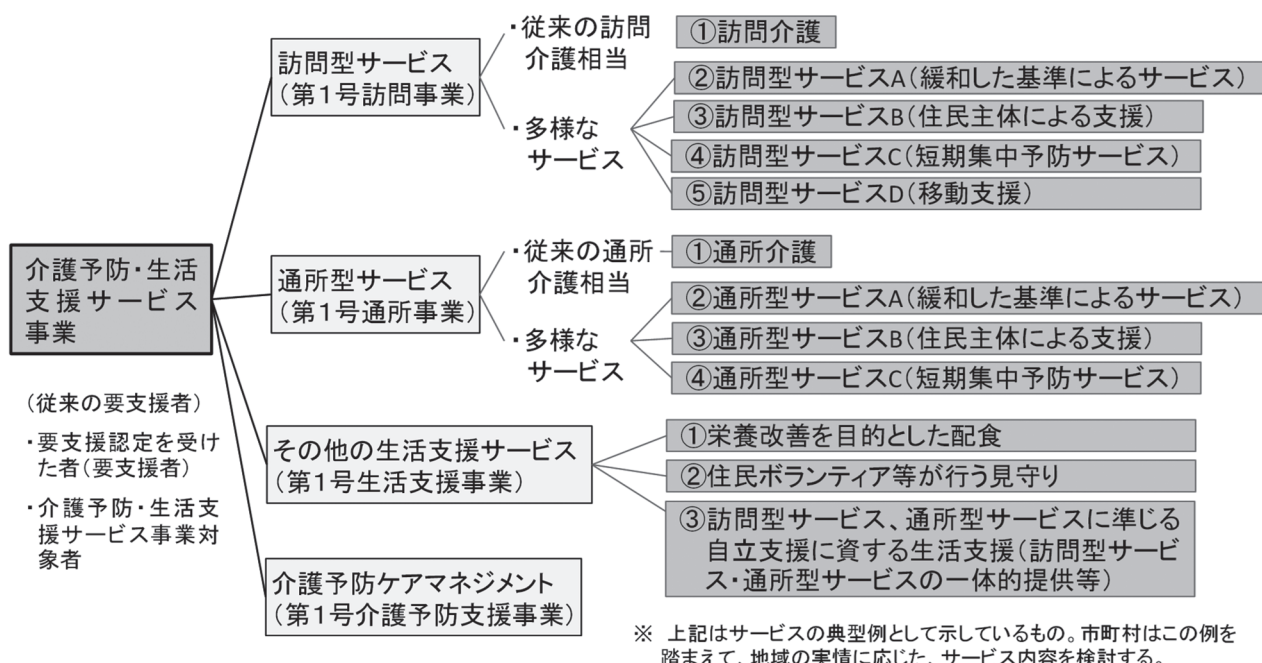 介護予防・生活
支援サービス
事業
(従来の要支援者)
・要支援認定を受け
た者(要支援者)
・介護予防・生活支
援サービス事業対
象者
訪問型サービス
(第1号訪問事業)
・従来の訪問
介護相当
①訪問介護
・多様な
サービス
②訪問型サービスA(緩和した基準によるサービス)
③訪問型サービスB(住民主体による支援)
④訪問型サービスC(短期集中予防サービス)
⑤訪問型サービスD(移動支援)
通所型サービス
(第1号通所事業)
・従来の通所
介護相当
①通所介護
・多様な
サービス
②通所型サービスA(緩和した基準によるサービス)
③通所型サービスB(住民主体による支援)
④通所型サービスC(短期集中予防サービス)
その他の生活支援サービス
(第1号生活支援事業)
①栄養改善を目的とした配食
②住民ボランティア等が行う見守り
③訪問型サービス、通所型サービスに準じる
自立支援に資する生活支援(訪問型サービ
ス・通所型サービスの一体的提供等)
介護予防ケアマネジメント
(第1号介護予防支援事業)
※ 上記はサービスの典型例として示しているもの。市町村はこの例を
踏まえて、地域の実情に応じた、サービス内容を検討する。